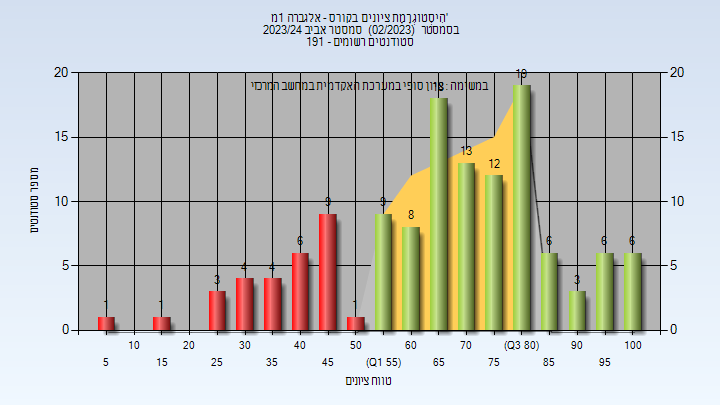 היסטוגרמת ציונים בקורס - אלגברה 1מ'
בסמסטר (02/2023) סמסטר אביב 2023/24
סטודנטים רשומים - 191
במשימה : ציון סופי במערכת האקדמית במחשב המרכזי
מספר סטודנטים
20
15
10
5
0
20
15
10
5
0
1 1 3 4 4 6 9 1 9 8 18 13 12 19 6 3 6 6
10 20 30 40 50 60 70 (Q3 80) 90 100
5 15 25 35 45 (Q1 55) 65 75 85 95
טווח ציונים